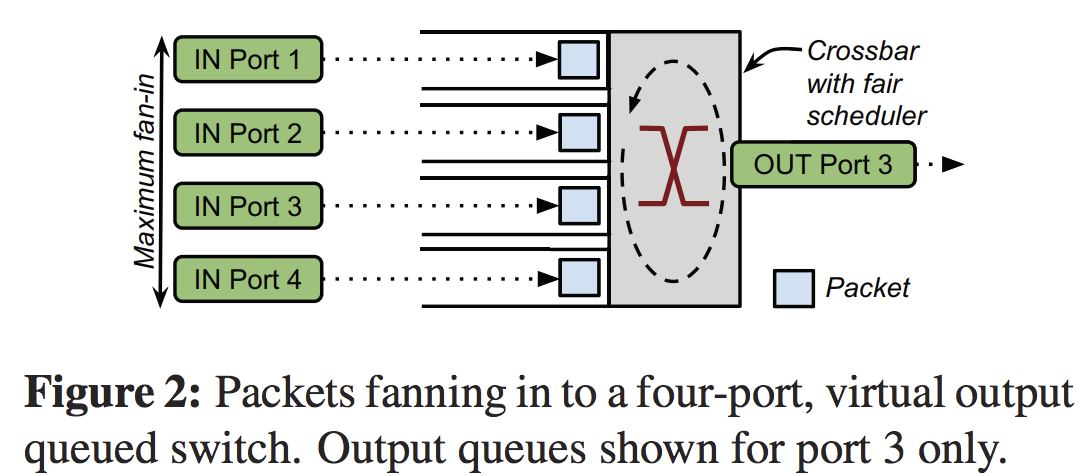 Maximum fan-in
IN Port 1
IN Port 2
IN Port 3
IN Port 4
Crossbar
with fair
scheduler
OUT Port 3
Packet
Figure 2: Packets fanning in to a four-port, virtual output
queued switch. Output queues shown for port 3 only.